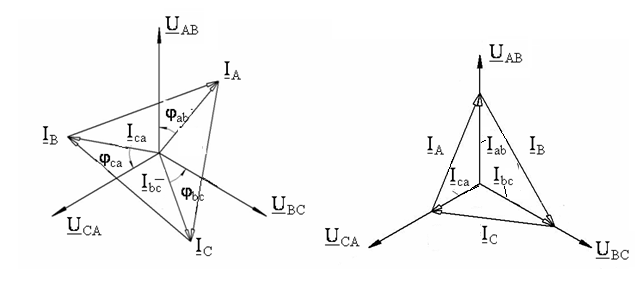 U_AB
I_A
φ_ab
I_B
I_ca
φ_ca
I_bc
φ_bc
U_CA
U_BC
I_C
U_AB
I_A
I_ab
I_B
I_ca
I_bc
U_CA
I_C
U_BC